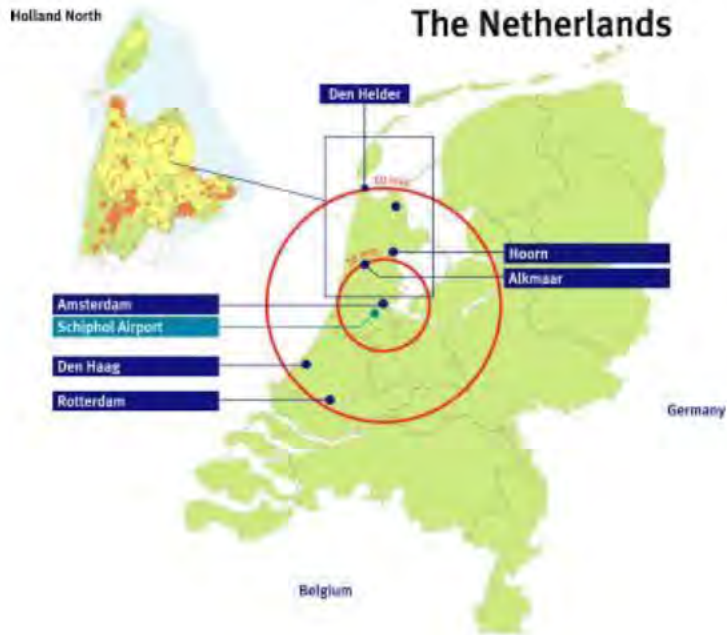 Holland North
The Netherlands
Den Helder
Hoorn
Alkmaar
Amsterdam
Schiphol Airport
Den Haag
Rotterdam
Germany
Belgium